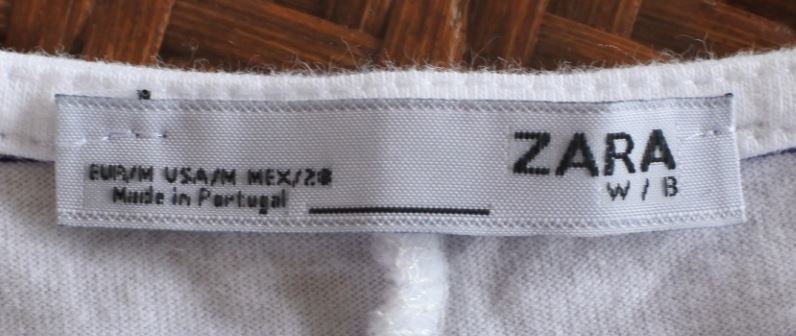 EUR/M USA/M MEX/28
Made in Portugal
ZARA
W / B